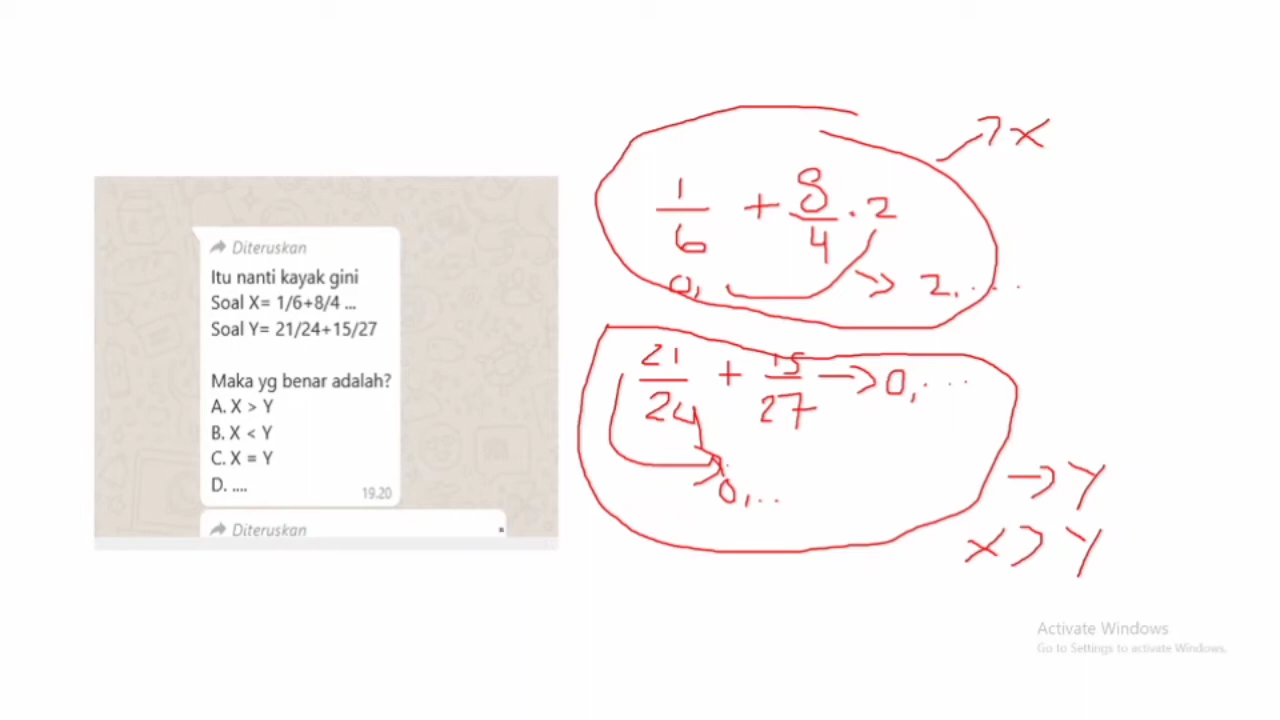 Diteruskan
Itu nanti kayak gini
Soal X= 1/6+8/4 ...
Soal Y= 21/24+15/27
Maka yg benar adalah?
A. X > Y
B. X < Y
C. X = Y
D. ....
19.20
Diteruskan
→ X
1/6 + 8/4 . 2
0, → 2, .....
21/24 + 15/27 → 0, ...
0, ..
→ Y
X > Y
Activate Windows
Go to Settings to activate Windows.